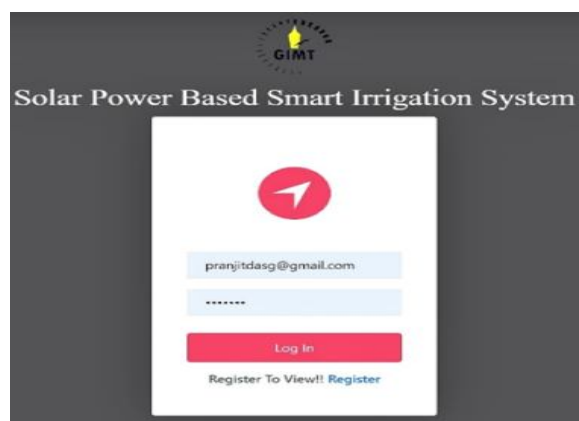 GIMT
Solar Power Based Smart Irrigation System
pranjitdasg@gmail.com
•••••••
Log In
Register To View!! Register